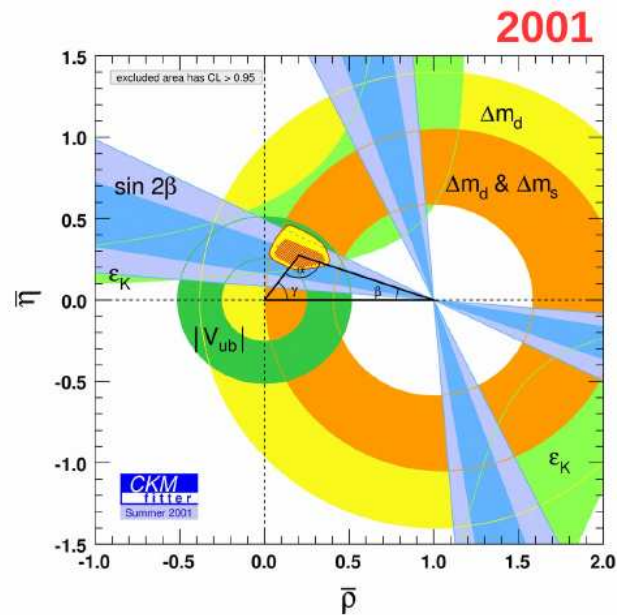 2001
excluded area has CL > 0.95
Δm_d
Δm_d & Δm_s
sin 2β
ε_K
α
γ
β
|V_ub|
ε_K
CKM
fitter
Summer 2001
η̅
1.5
1.0
0.5
0.0
-0.5
-1.0
-1.5
-1.0 -0.5 0.0 0.5 1.0 1.5 2.0
ρ̅